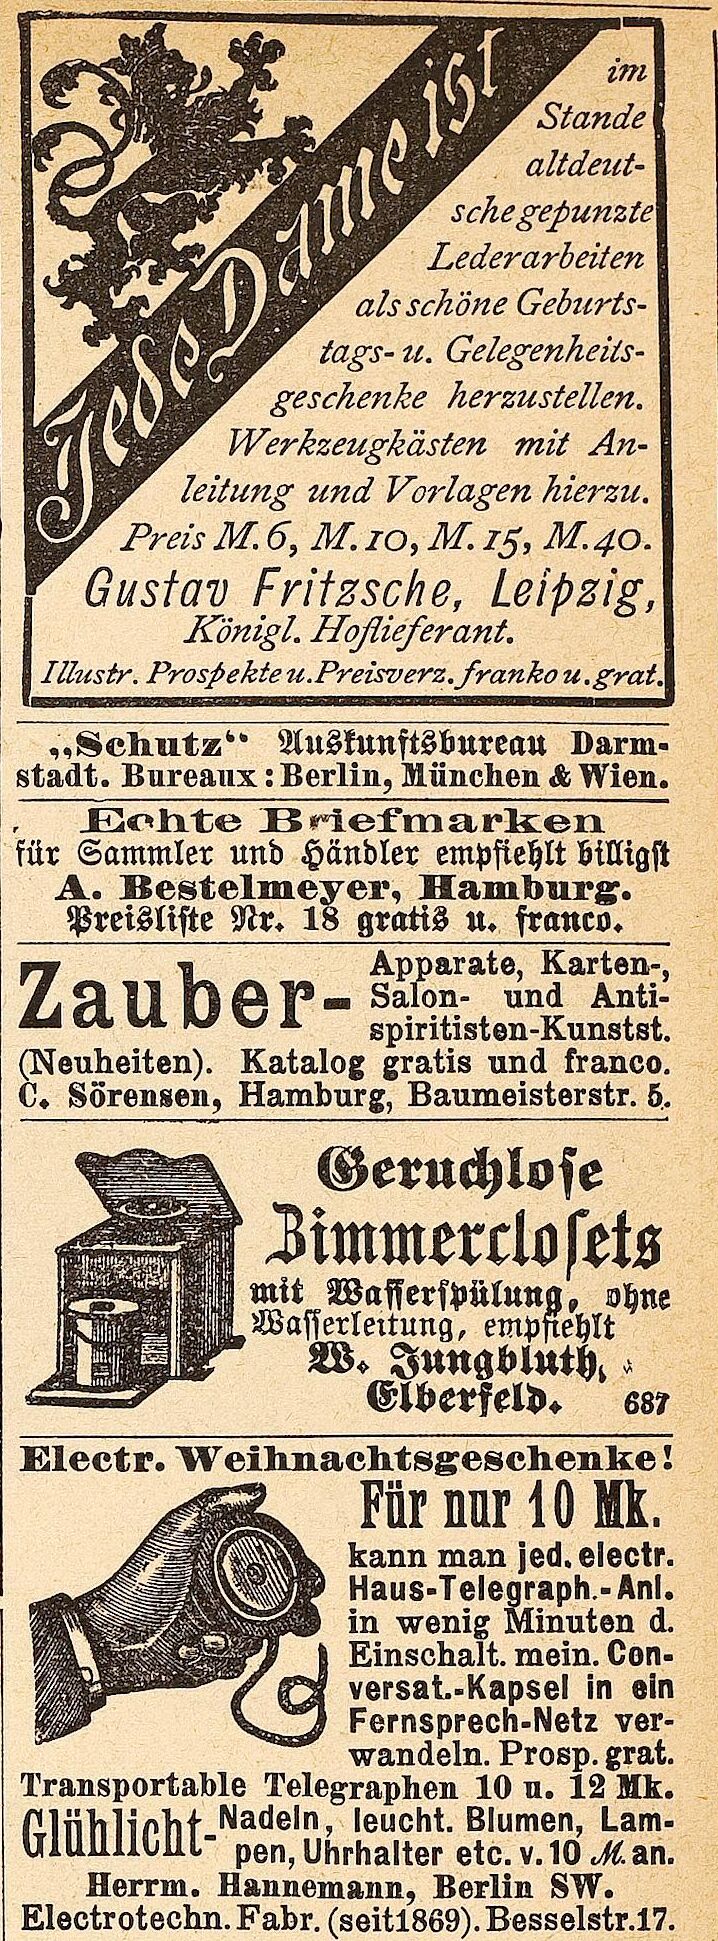 Jede Dame ist
im
Stande
altdeut-
sche gepunzte
Lederarbeiten
als schöne Geburts-
tags- u. Gelegenheits-
geschenke herzustellen.
Werkzeugkästen mit An-
leitung und Vorlagen hierzu.
Preis M. 6, M. 10, M. 15, M. 40.
Gustav Fritzsche, Leipzig,
Königl. Hoflieferant.
Illustr. Prospekte u. Preisverz. franko u. grat.
„Schutz“ Auskunftsbureau Darm-
stadt. Bureaux: Berlin, München & Wien.
Echte Briefmarken
für Sammler und Händler empfiehlt billigst
A. Bestelmeyer, Hamburg.
Preisliste Nr. 18 gratis u. franco.
Zauber- Apparate, Karten-,
Salon- und Anti-
spiritisten-Kunstst.
(Neuheiten). Katalog gratis und franco.
C. Sörensen, Hamburg, Baumeisterstr. 5.
Geruchlose
Zimmerclosets
mit Wasserspülung, ohne
Wasserleitung, empfiehlt
W. Jungbluth,
Elberfeld. 687
Electr. Weihnachtsgeschenke!
Für nur 10 Mk.
kann man jed. electr.
Haus-Telegraph.-Anl.
in wenig Minuten d.
Einschalt. mein. Con-
versat.-Kapsel in ein
Fernsprech-Netz ver-
wandeln. Prosp. grat.
Transportable Telegraphen 10 u. 12 Mk.
Glühlicht- Nadeln, leucht. Blumen, Lam-
pen, Uhrhalter etc. v. 10 M. an.
Herrm. Hannemann, Berlin SW.
Electrotechn. Fabr. (seit 1869). Besselstr. 17.